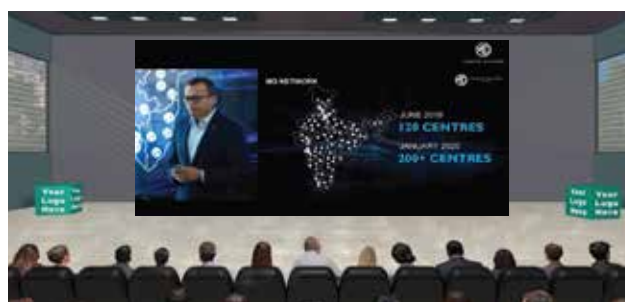 MG NETWORK
JUNE 2019
120 CENTRES
JANUARY 2020
200+ CENTRES
Your
Logo
Here
Your
Logo
Here
Your
Logo
Here